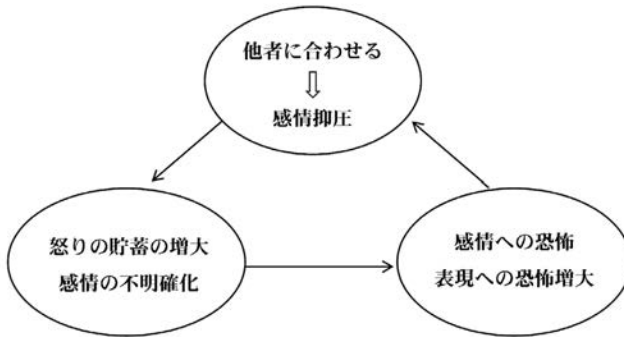 他者に合わせる
⇩
感情抑圧
怒りの貯蓄の増大
感情の不明確化
感情への恐怖
表現への恐怖増大